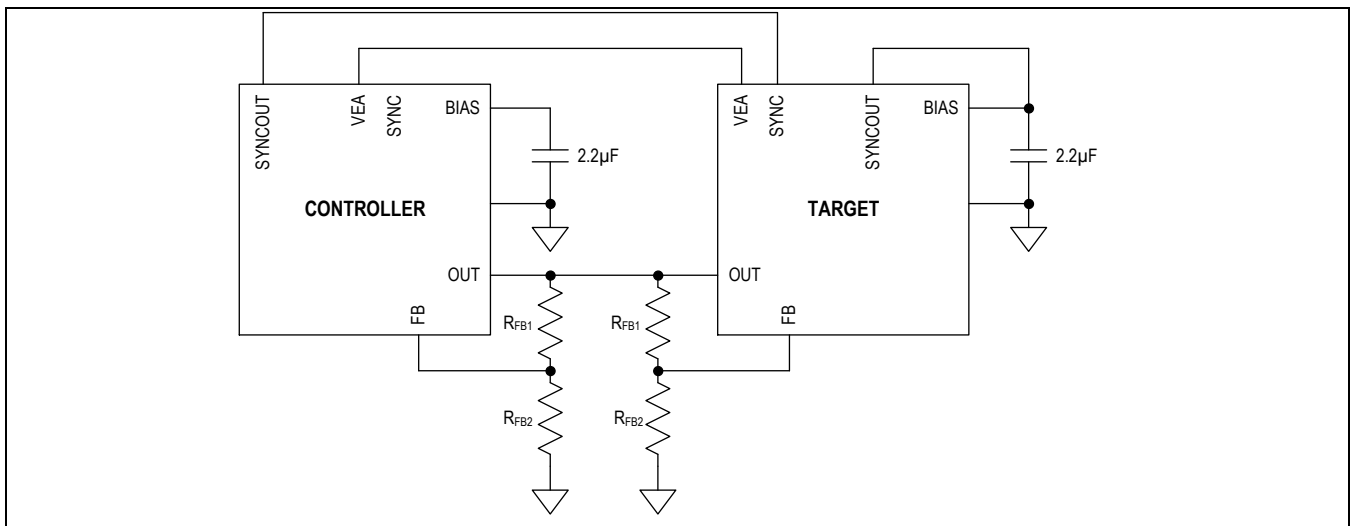 SYNCOUT
VEA
SYNC
BIAS
2.2µF
CONTROLLER
OUT
FB
VEA
SYNC
SYNCOUT
BIAS
2.2µF
TARGET
OUT
FB
RFB1
RFB1
RFB2
RFB2